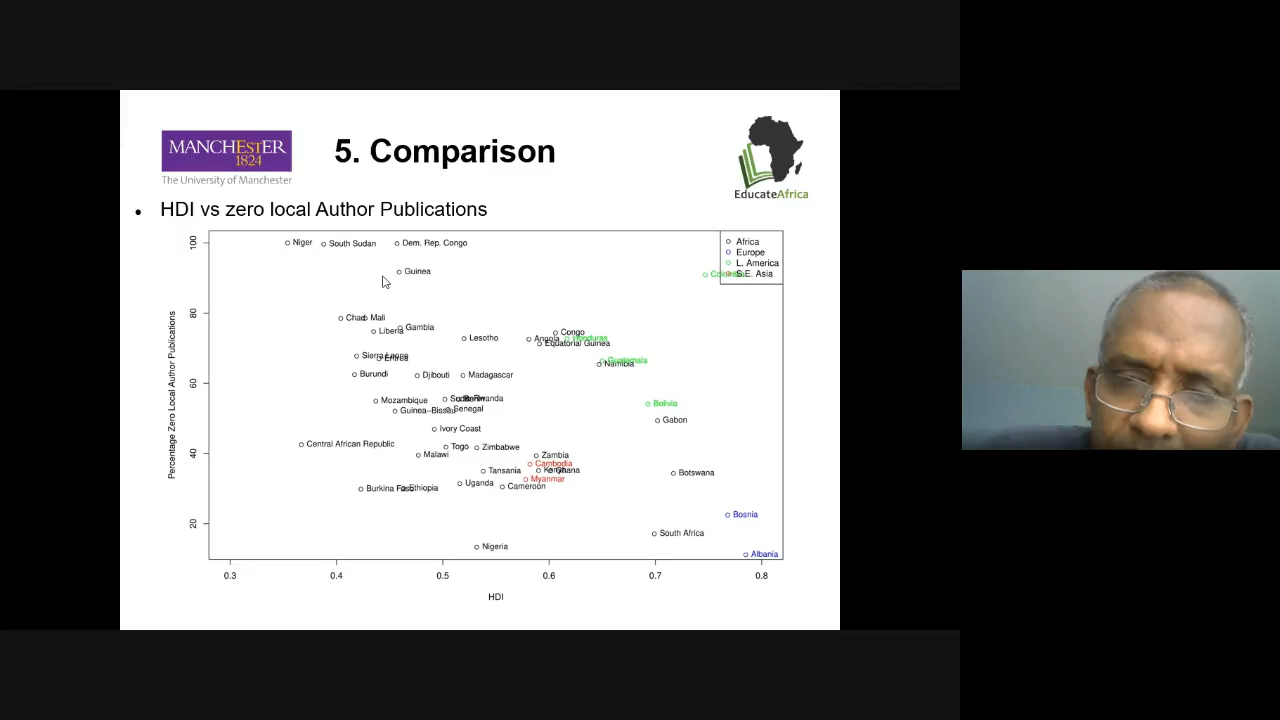 MANCHESTER
1824
The University of Manchester
5. Comparison
EducateAfrica
• HDI vs zero local Author Publications
Percentage Zero Local Author Publications
100
80
60
40
20
Niger
South Sudan
Dem. Rep. Congo
Guinea
Africa
Europe
L. America
S.E. Asia
Chad
Mali
Gambia
Liberia
Lesotho
Congo
Angola
Honduras
Equatorial Guinea
Sierra Leone
Eritrea
Guatemala
Namibia
Burundi
Djibouti
Madagascar
Mozambique
Rwanda
Guinea-Bissau
Senegal
Bolivia
Gabon
Ivory Coast
Central African Republic
Togo
Zimbabwe
Malawi
Zambia
Cambodia
Tansania
Ghana
Botswana
Myanmar
Uganda
Cameroon
Burkina Faso
Ethiopia
Bosnia
South Africa
Nigeria
Albania
0.3
0.4
0.5
0.6
0.7
0.8
HDI